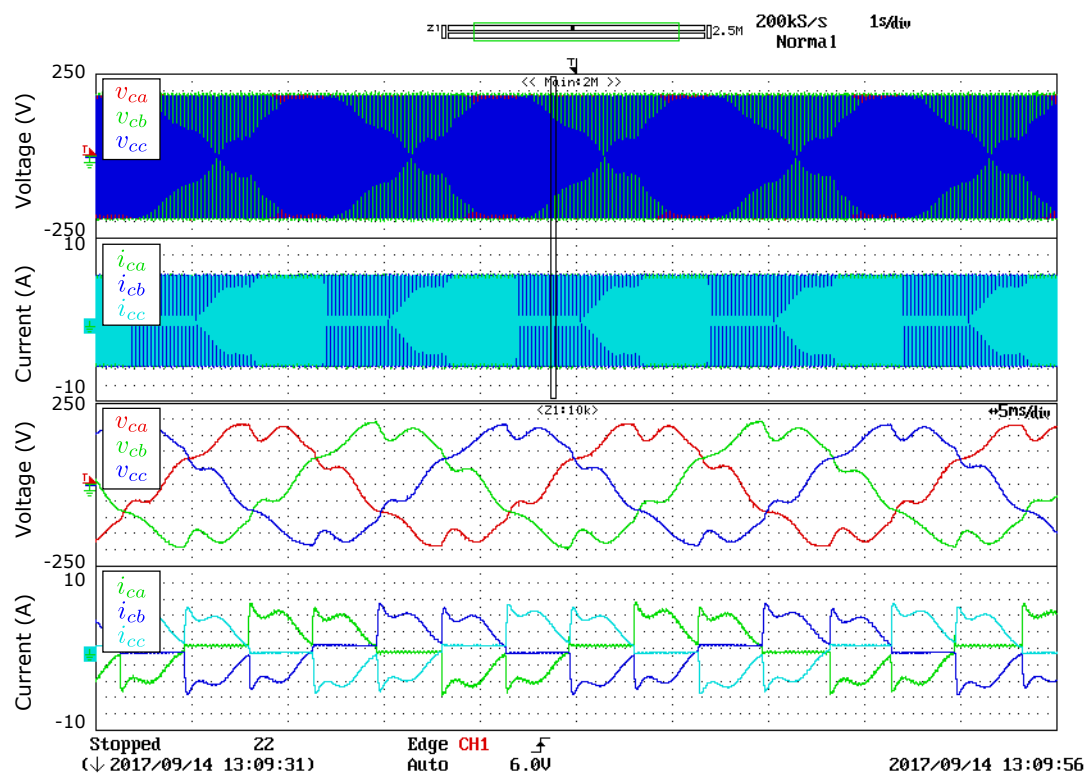 200kS/s 1s/div
Z1 2.5M
Normal
T
<< Main:2M >>
250
Voltage (V)
-250
v_ca
v_cb
v_cc
10
Current (A)
-10
i_ca
i_cb
i_cc
<Z1:10k>
5ms/div
250
Voltage (V)
-250
v_ca
v_cb
v_cc
10
Current (A)
-10
i_ca
i_cb
i_cc
Stopped 22 Edge CH1
(↓ 2017/09/14 13:09:31) Auto 6.0V 2017/09/14 13:09:56